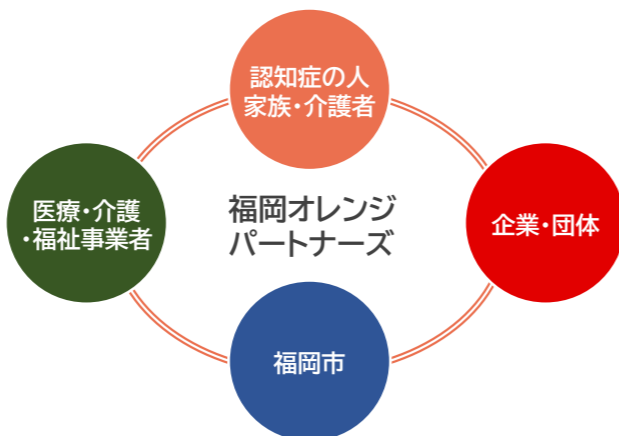 認知症の人
家族・介護者
医療・介護
・福祉事業者
福岡オレンジ
パートナーズ
企業・団体
福岡市